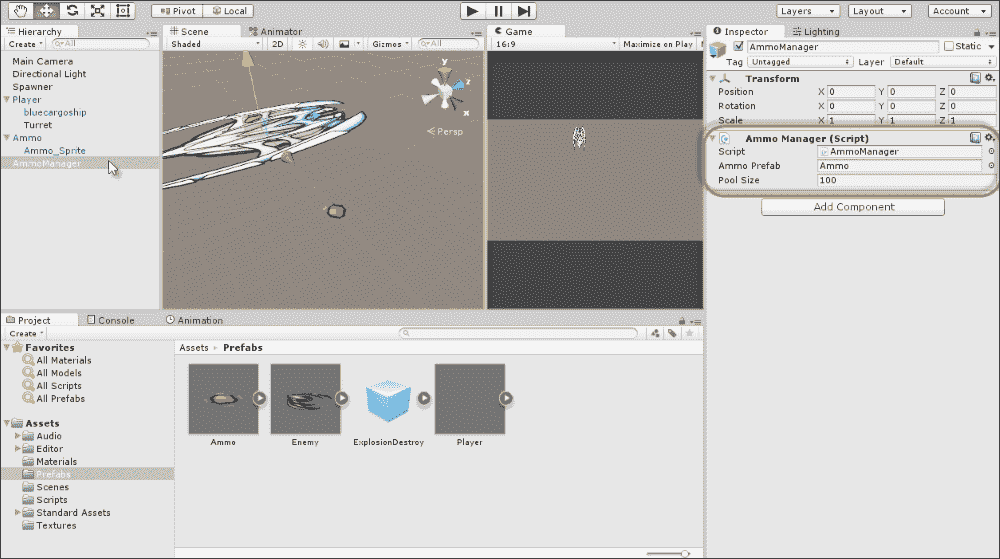 Pivot Local Layers Layout Account
Hierarchy Scene Animator Game Inspector Lighting
Create All Shaded 2D Gizmos All 16:9 Maximize on Play AmmoManager Static
Tag Untagged Layer Default
Main Camera
Directional Light
Spawner
Player
bluecargoship
Turret
Ammo
Ammo_Sprite
AmmoManager
y
z
x
Persp
Transform
Position X 0 Y 0 Z 0
Rotation X 0 Y 0 Z 0
Scale X 1 Y 1 Z 1
Ammo Manager (Script)
Script AmmoManager
Ammo Prefab Ammo
Pool Size 100
Add Component
Project Console Animation
Create
Favorites
All Materials
All Models
All Scripts
All Prefabs
Assets
Audio
Editor
Materials
Prefabs
Scenes
Scripts
Standard Assets
Textures
Assets Prefabs
Ammo Enemy ExplosionDestroy Player